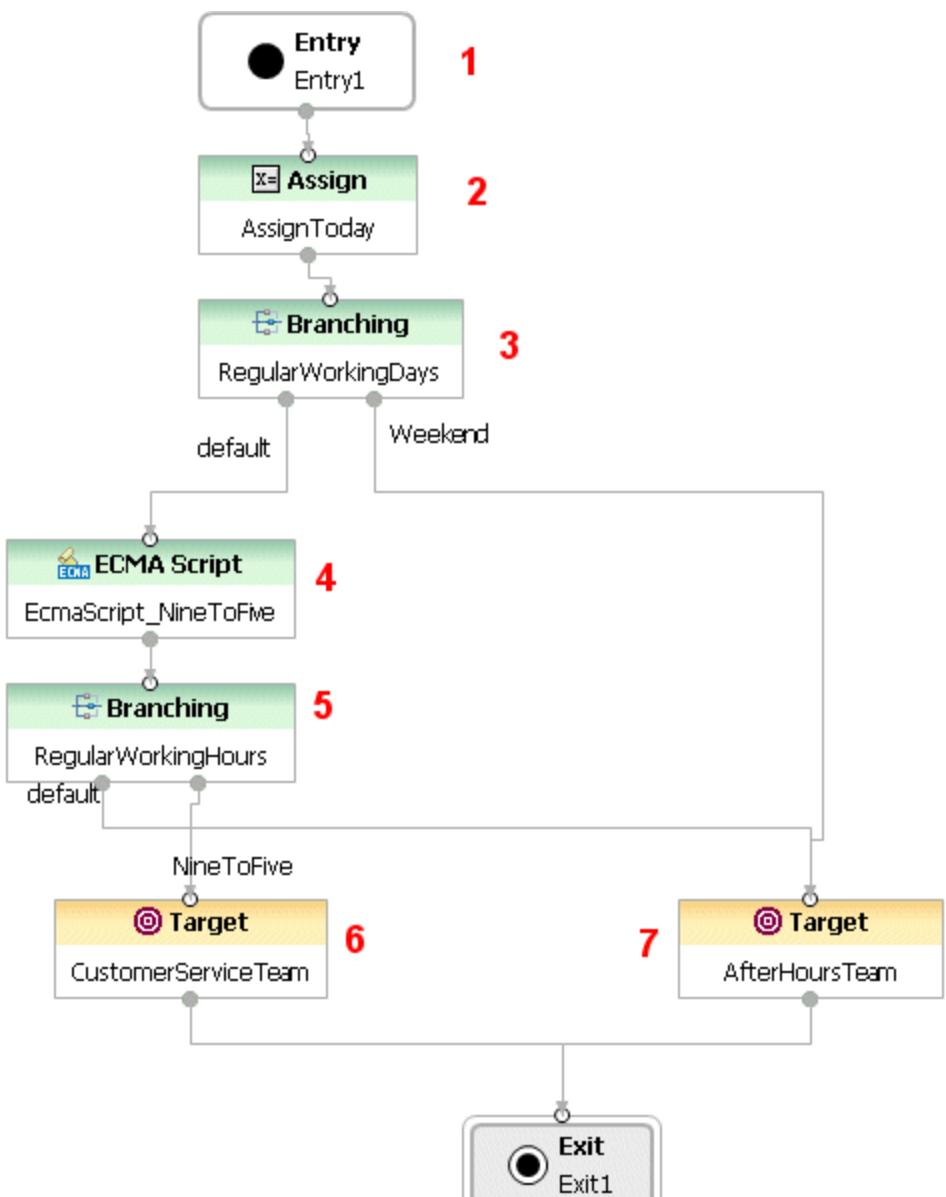 Entry
Entry1
1
X= Assign
AssignToday
2
Branching
RegularWorkingDays
3
default
Weekend
ECMA ECMA Script
EcmaScript_NineToFive
4
Branching
RegularWorkingHours
5
default
NineToFive
Target
CustomerServiceTeam
6
7
Target
AfterHoursTeam
Exit
Exit1